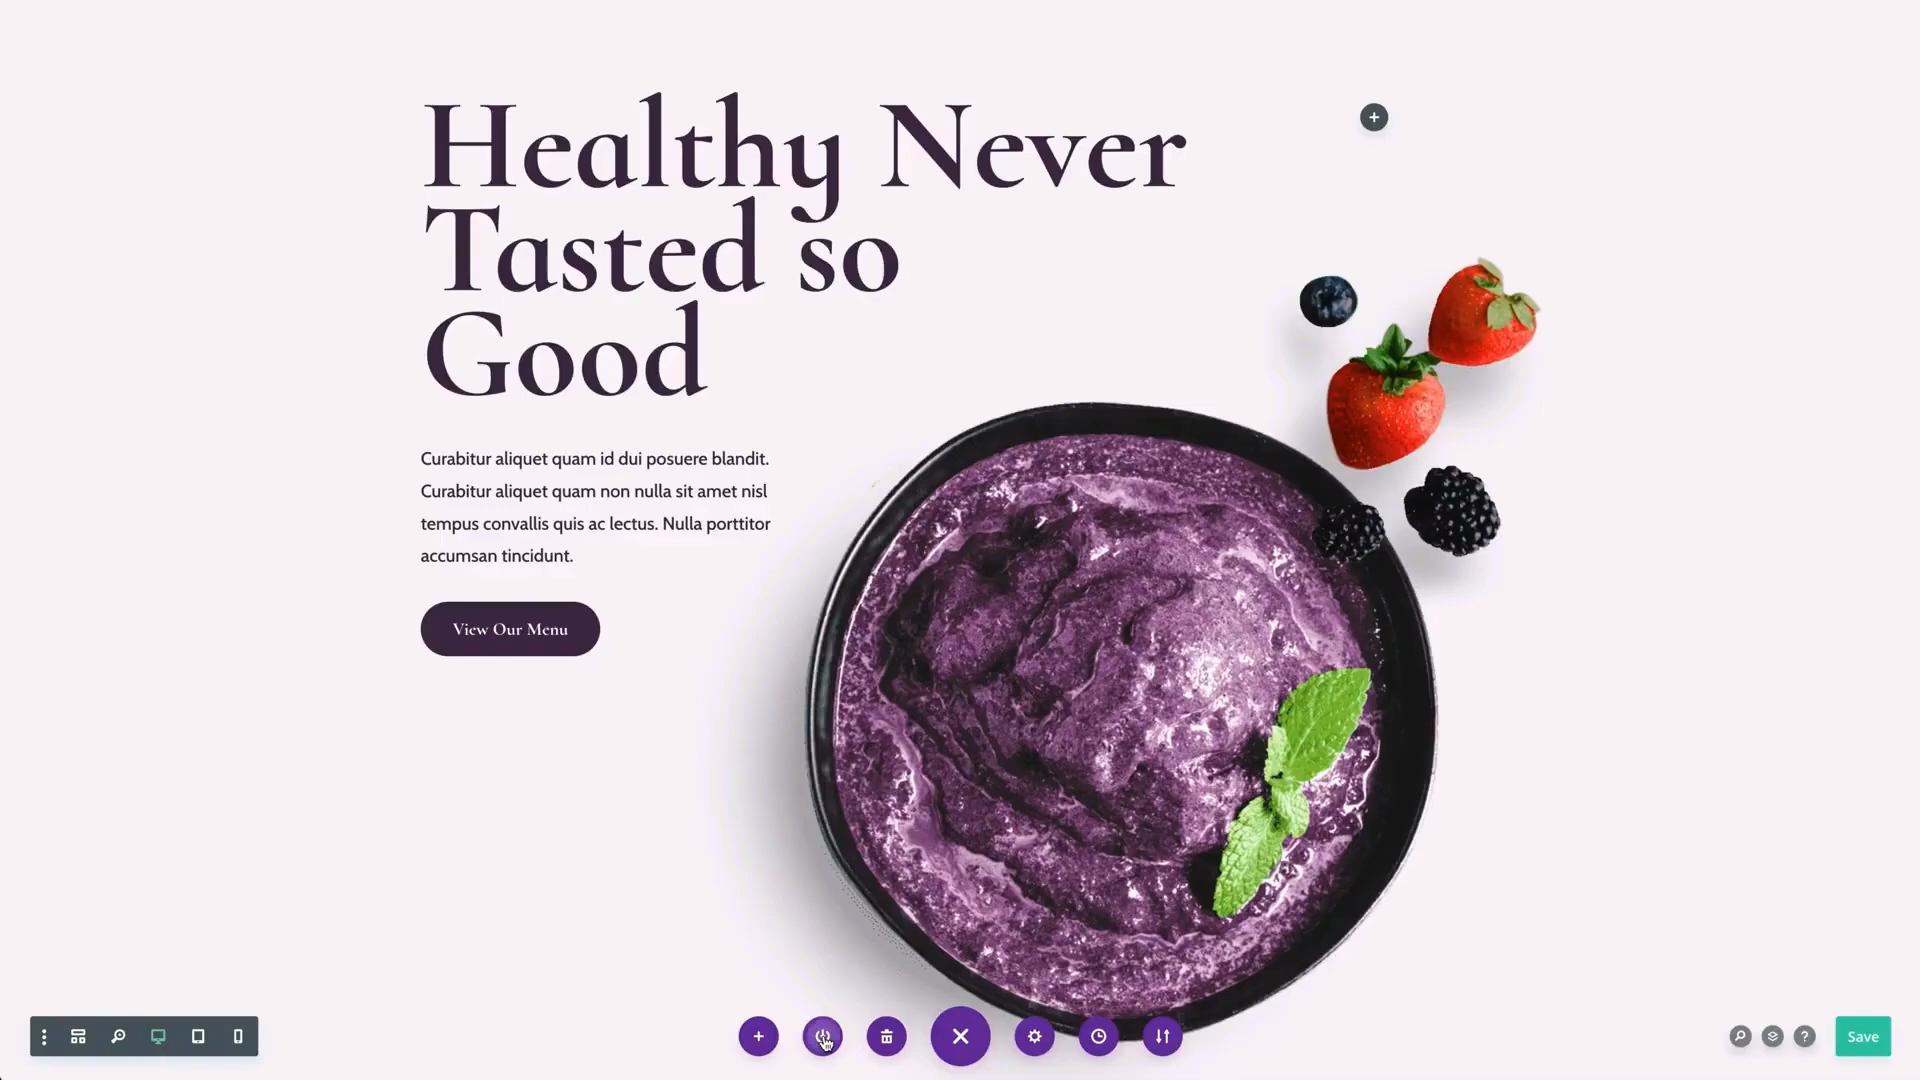 Healthy Never
Tasted so
Good
Curabitur aliquet quam id dui posuere blandit.
Curabitur aliquet quam non nulla sit amet nisl
tempus convallis quis ac lectus. Nulla porttitor
accumsan tincidunt.
View Our Menu
Save